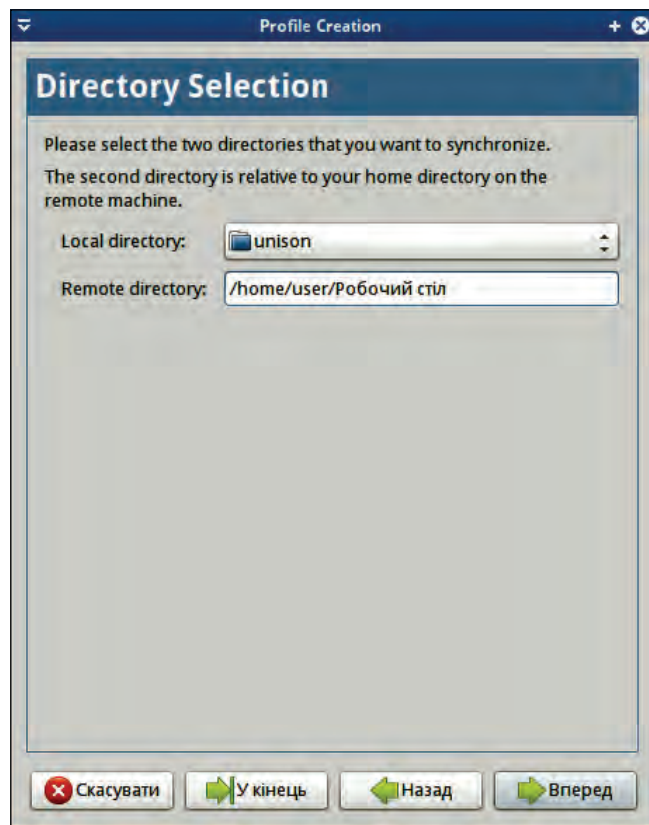 Profile Creation
Directory Selection
Please select the two directories that you want to synchronize.
The second directory is relative to your home directory on the
remote machine.
Local directory: unison
Remote directory: /home/user/Робочий стіл
Скасувати У кінець Назад Вперед